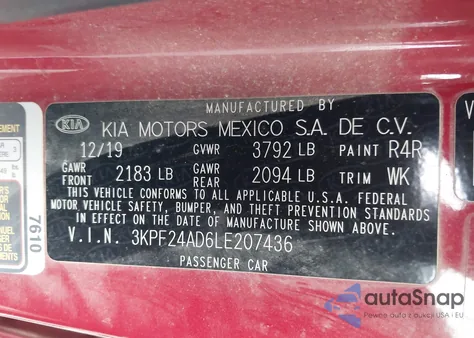 MANUFACTURED BY
KIA KIA MOTORS MEXICO S.A. DE C.V.
12/19 GVWR 3792 LB PAINT R4R
GAWR FRONT 2183 LB GAWR REAR 2094 LB TRIM WK
THIS VEHICLE CONFORMS TO ALL APPLICABLE U.S.A. FEDERAL
MOTOR VEHICLE SAFETY, BUMPER, AND THEFT PREVENTION STANDARDS
IN EFFECT ON THE DATE OF MANUFACTURE SHOWN ABOVE.
V.I.N. 3KPF24AD6LE207436
PASSENGER CAR
7610
autoSnap